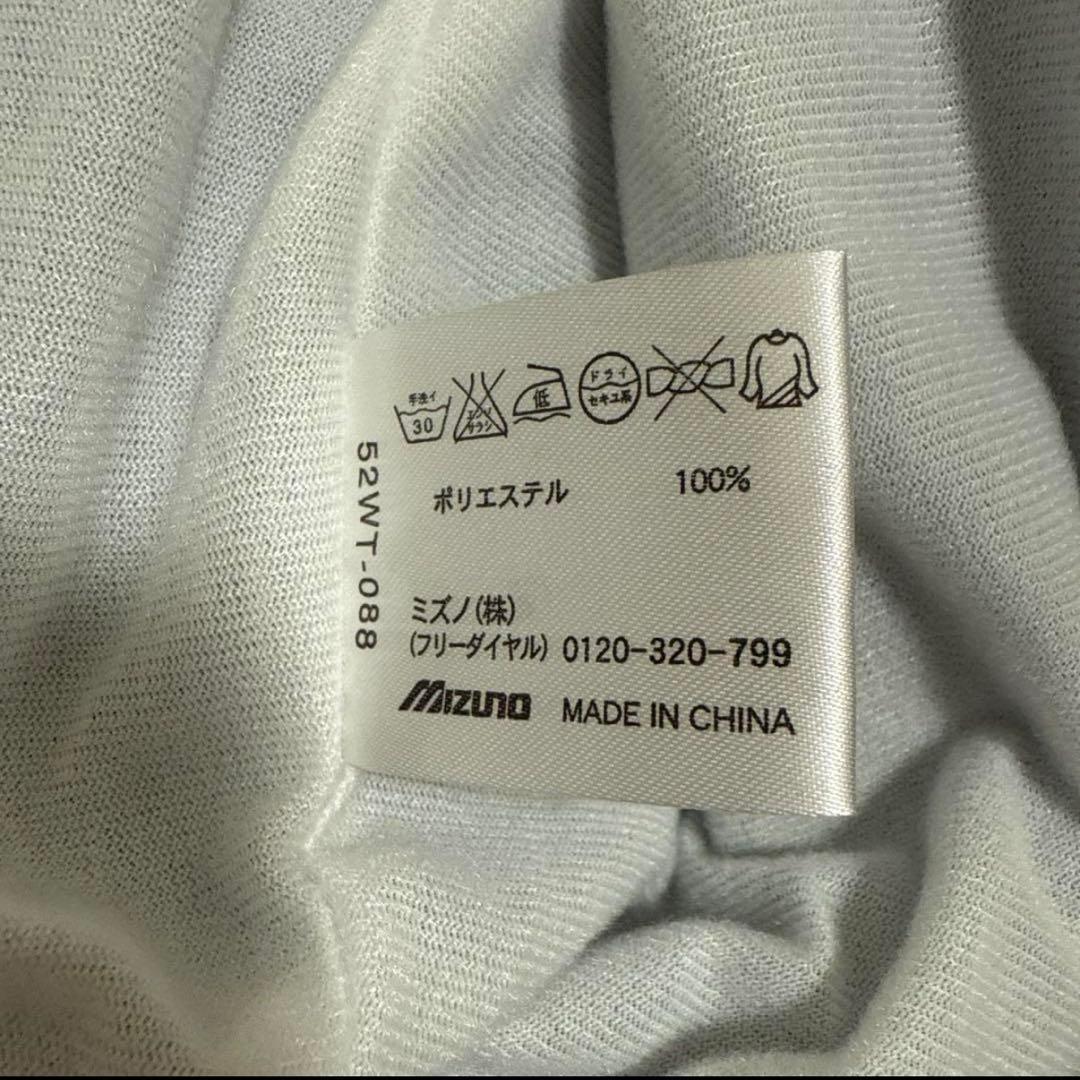 手洗イ
30
エンソ
サラシ
低
ドライ
セキユ系
ポリエステル 100%
52WT-088
ミズノ(株)
(フリーダイヤル) 0120-320-799
MIZUNO MADE IN CHINA